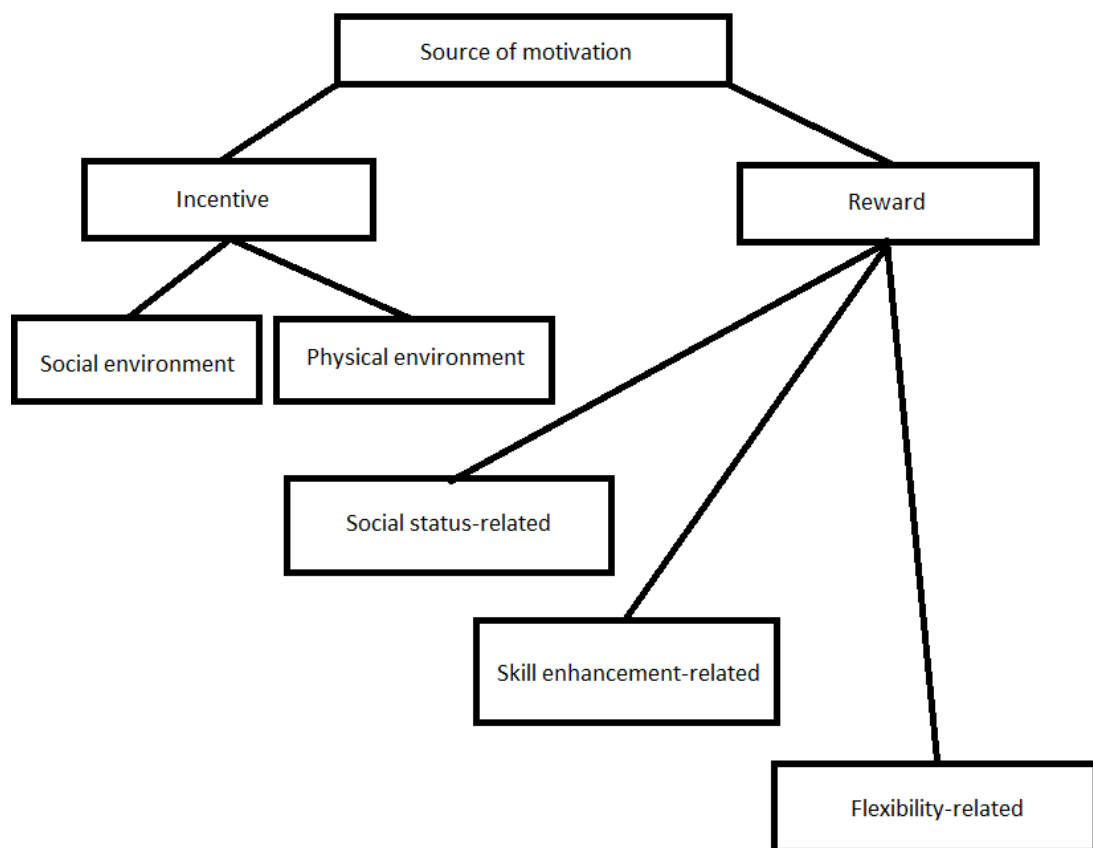 Source of motivation
Incentive
Reward
Social environment
Physical environment
Social status-related
Skill enhancement-related
Flexibility-related